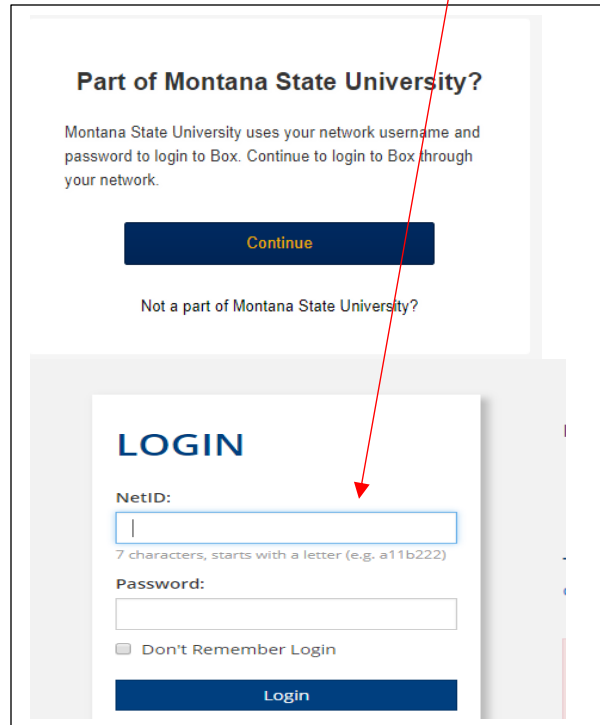 Part of Montana State University?
Montana State University uses your network username and
password to login to Box. Continue to login to Box through
your network.
Continue
Not a part of Montana State University?
LOGIN
NetID:
7 characters, starts with a letter (e.g. a11b222)
Password:
Don't Remember Login
Login